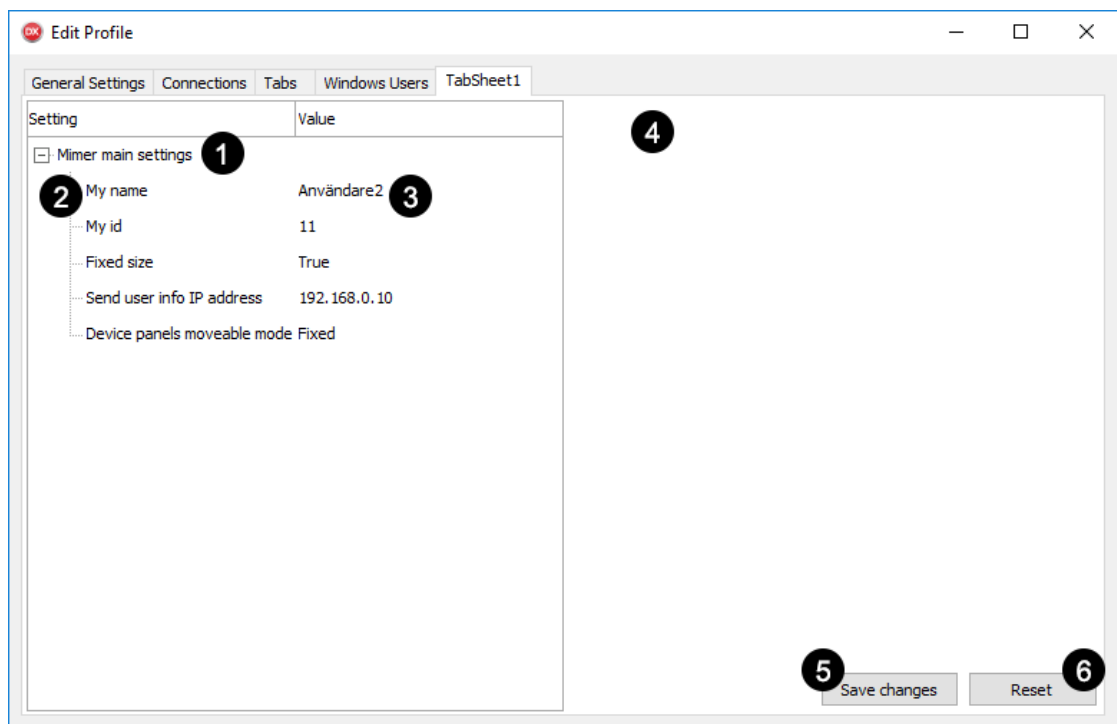 DX Edit Profile
General Settings Connections Tabs Windows Users TabSheet1
Setting Value
4
Mimer main settings 1
2 My name Användare2 3
My id 11
Fixed size True
Send user info IP address 192.168.0.10
Device panels moveable mode Fixed
5 6
Save changes Reset